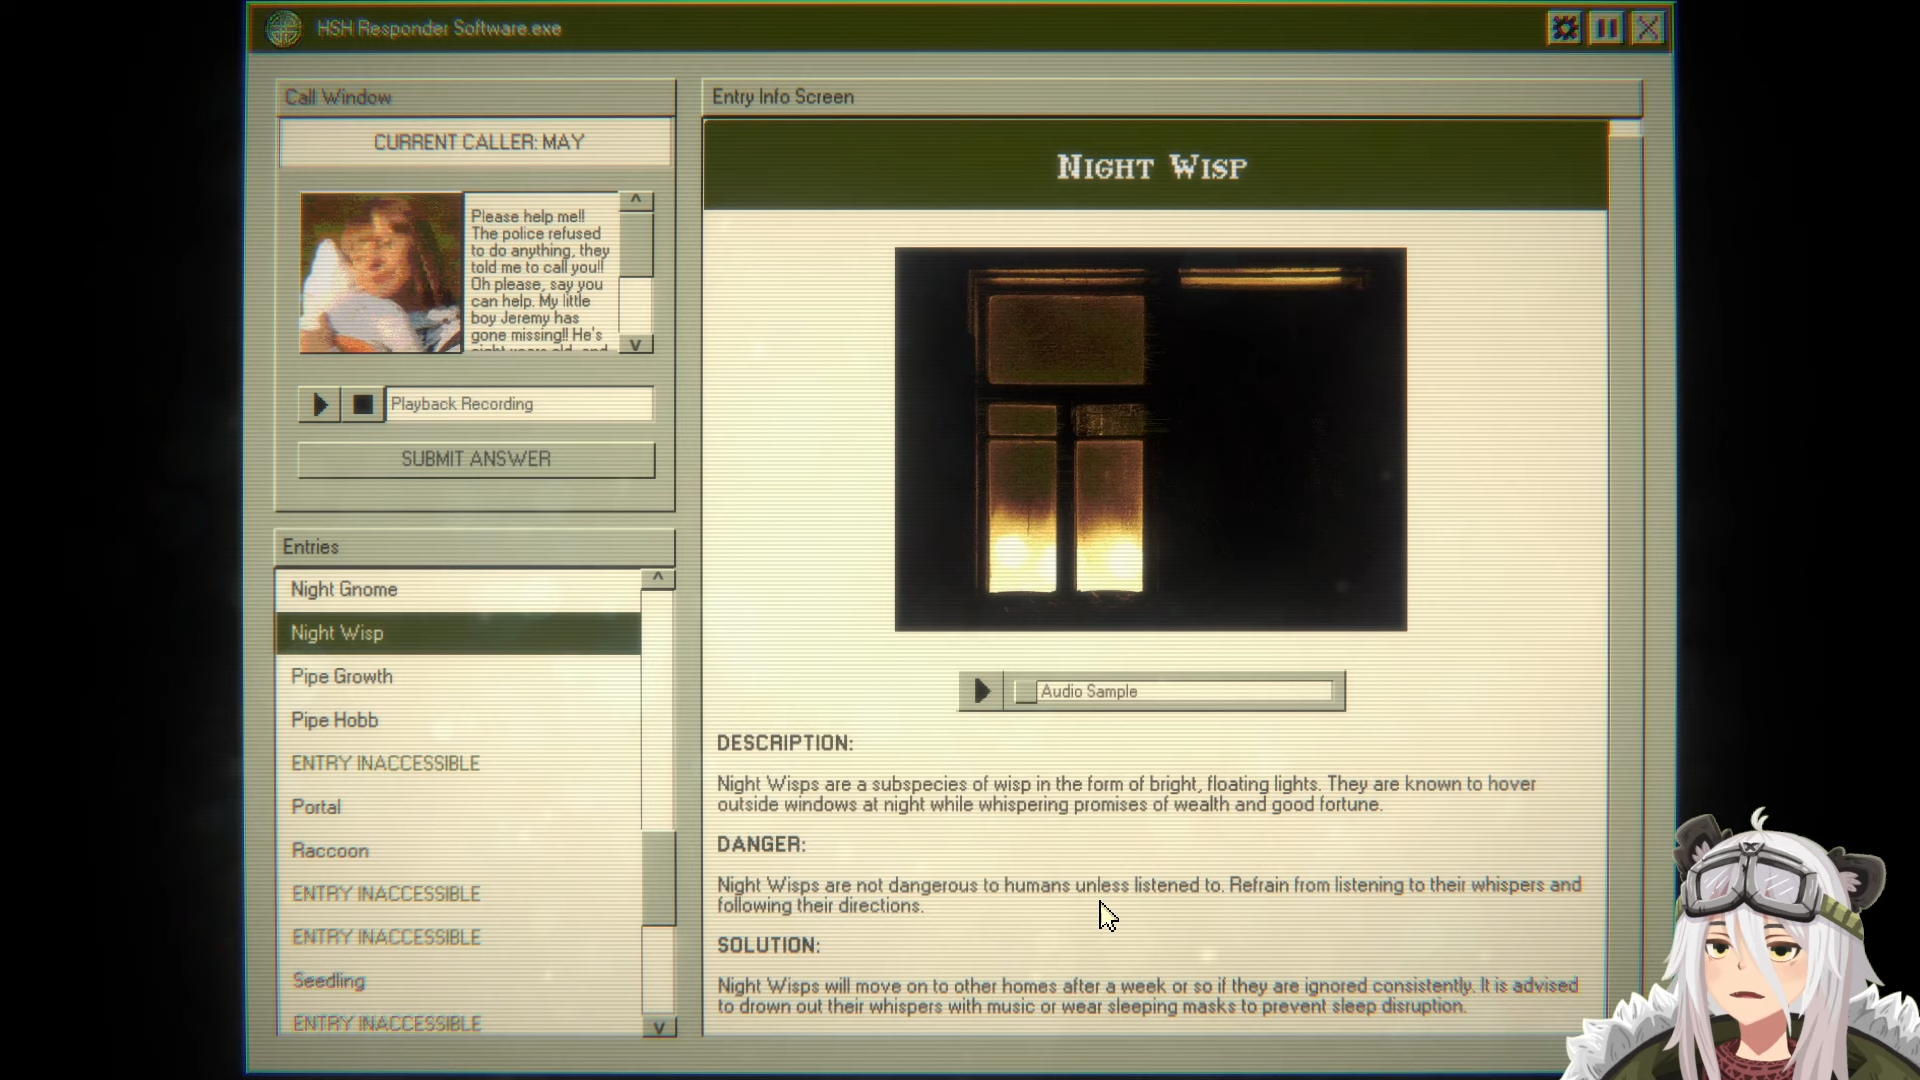 HSH Responder Software.exe
Call Window
CURRENT CALLER: MAY
Please help me!!
The police refused
to do anything, they
told me to call you!!
Oh please, say you
can help. My little
boy Jeremy has
gone missing!! He's
eight years old, and
Playback Recording
SUBMIT ANSWER
Entries
Night Gnome
Night Wisp
Pipe Growth
Pipe Hobb
ENTRY INACCESSIBLE
Portal
Raccoon
ENTRY INACCESSIBLE
ENTRY INACCESSIBLE
Seedling
ENTRY INACCESSIBLE
Entry Info Screen
NIGHT WISP
Audio Sample
DESCRIPTION:
Night Wisps are a subspecies of wisp in the form of bright, floating lights. They are known to hover
outside windows at night while whispering promises of wealth and good fortune.
DANGER:
Night Wisps are not dangerous to humans unless listened to. Refrain from listening to their whispers and
following their directions.
SOLUTION:
Night Wisps will move on to other homes after a week or so if they are ignored consistently. It is advised
to drown out their whispers with music or wear sleeping masks to prevent sleep disruption.